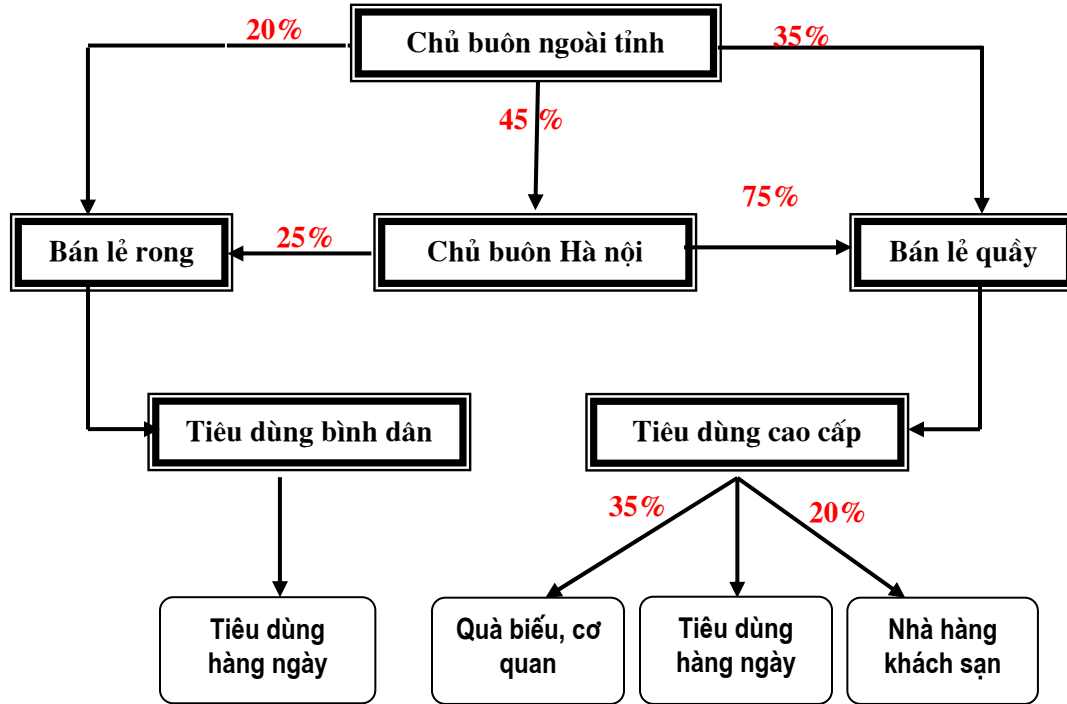 20%
Chủ buôn ngoài tỉnh
35%
45 %
75%
Bán lẻ rong
25%
Chủ buôn Hà nội
Bán lẻ quầy
Tiêu dùng bình dân
Tiêu dùng cao cấp
35%
20%
Tiêu dùng
hàng ngày
Quà biếu, cơ
quan
Tiêu dùng
hàng ngày
Nhà hàng
khách sạn